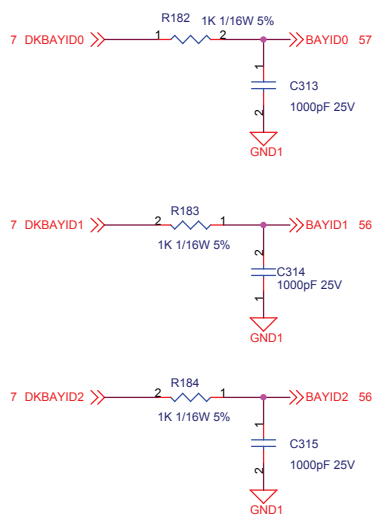 R182 1K 1/16W 5%
7 DKBAYID0 1 2 BAYID0 57
1
C313
2
1000pF 25V
GND1
R183
7 DKBAYID1 2 1 BAYID1 56
1K 1/16W 5%
2
C314
1000pF 25V
1
GND1
R184
7 DKBAYID2 2 1 BAYID2 56
1K 1/16W 5%
1
C315
2
1000pF 25V
GND1